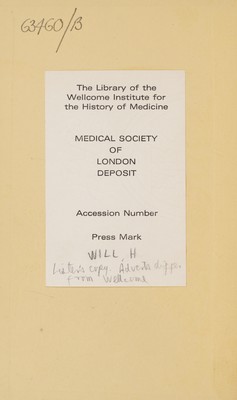 63460/B
The Library of the
Wellcome Institute for
the History of Medicine
MEDICAL SOCIETY
OF
LONDON
DEPOSIT
Accession Number
Press Mark
WILL, H
Lister's copy. Adverts
from Wellcome